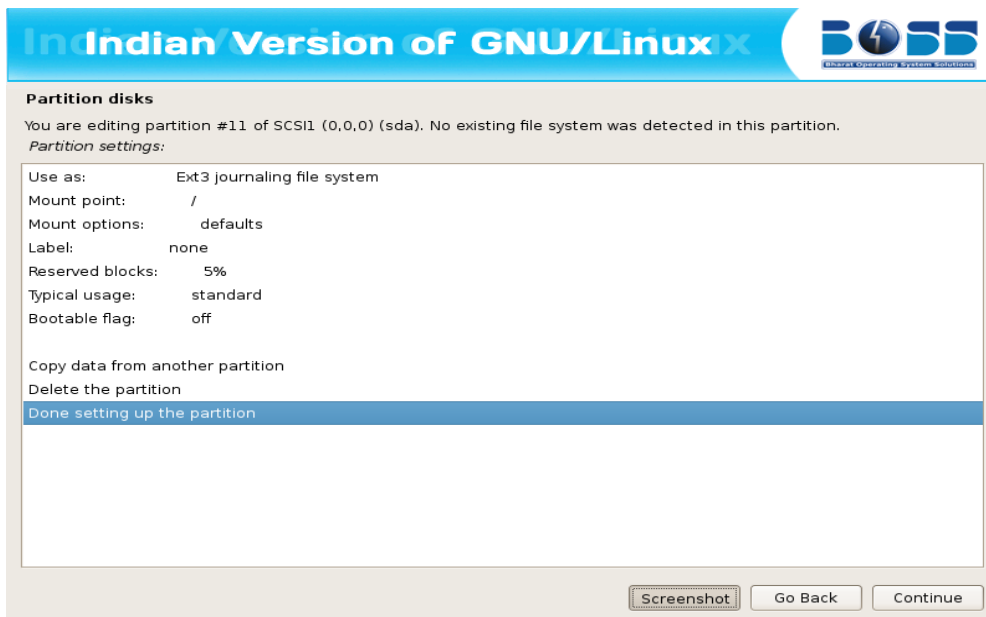 Indian Version of GNU/Linux
BOSS
Bharat Operating System Solutions
Partition disks
You are editing partition #11 of SCSI1 (0,0,0) (sda). No existing file system was detected in this partition.
Partition settings:
Use as: Ext3 journaling file system
Mount point: /
Mount options: defaults
Label: none
Reserved blocks: 5%
Typical usage: standard
Bootable flag: off
Copy data from another partition
Delete the partition
Done setting up the partition
Screenshot Go Back Continue